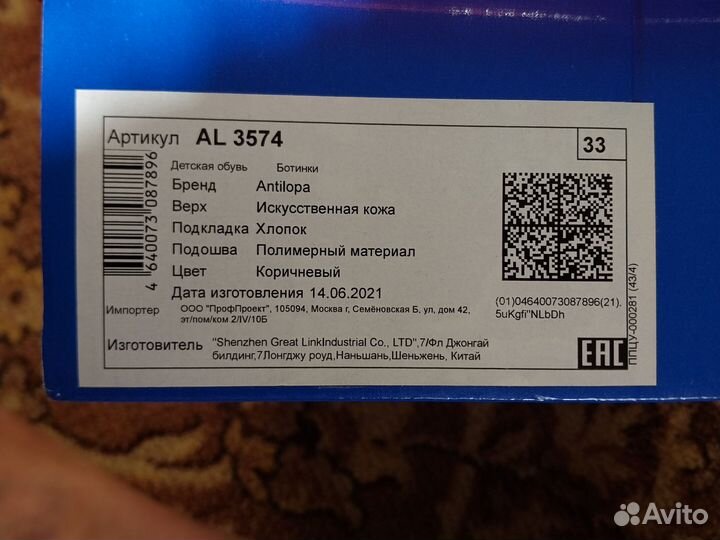 Артикул AL 3574
33
Детская обувь Ботинки
Бренд Antilopa
Верх Искусственная кожа
Подкладка Хлопок
Подошва Полимерный материал
Цвет Коричневый
Дата изготовления 14.06.2021
4 640073 087896
(01)04640073087896(21).
5uKgfi"NLbDh
Импортер ООО "ПрофПроект", 105094, Москва г, Семёновская Б, ул, дом 42,
эт/пом/ком 2/IV/10Б
Изготовитель "Shenzhen Great LinkIndustrial Co., LTD",7/Фл Джонгай
билдинг,7Лонгджу роуд,Наньшань,Шеньжень, Китай
EAC
ППЦУ-000281 (43/4)
Avito